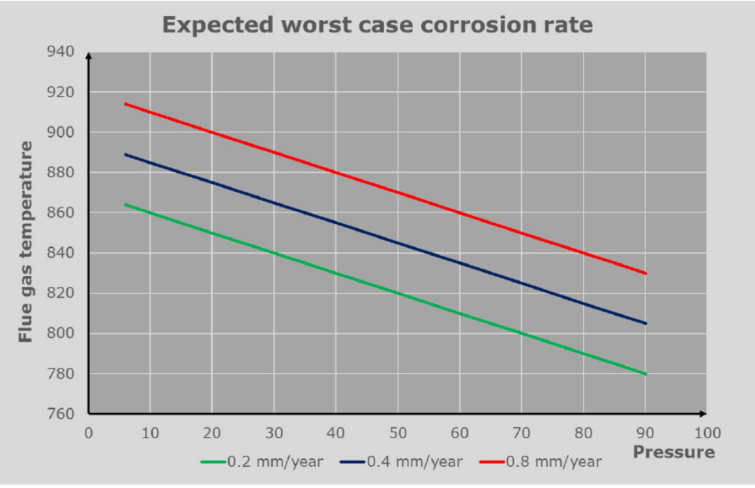 Expected worst case corrosion rate
940
920
900
880
860
840
820
800
780
760
Flue gas temperature
0 10 20 30 40 50 60 70 80 90 100
Pressure
0.2 mm/year 0.4 mm/year 0.8 mm/year